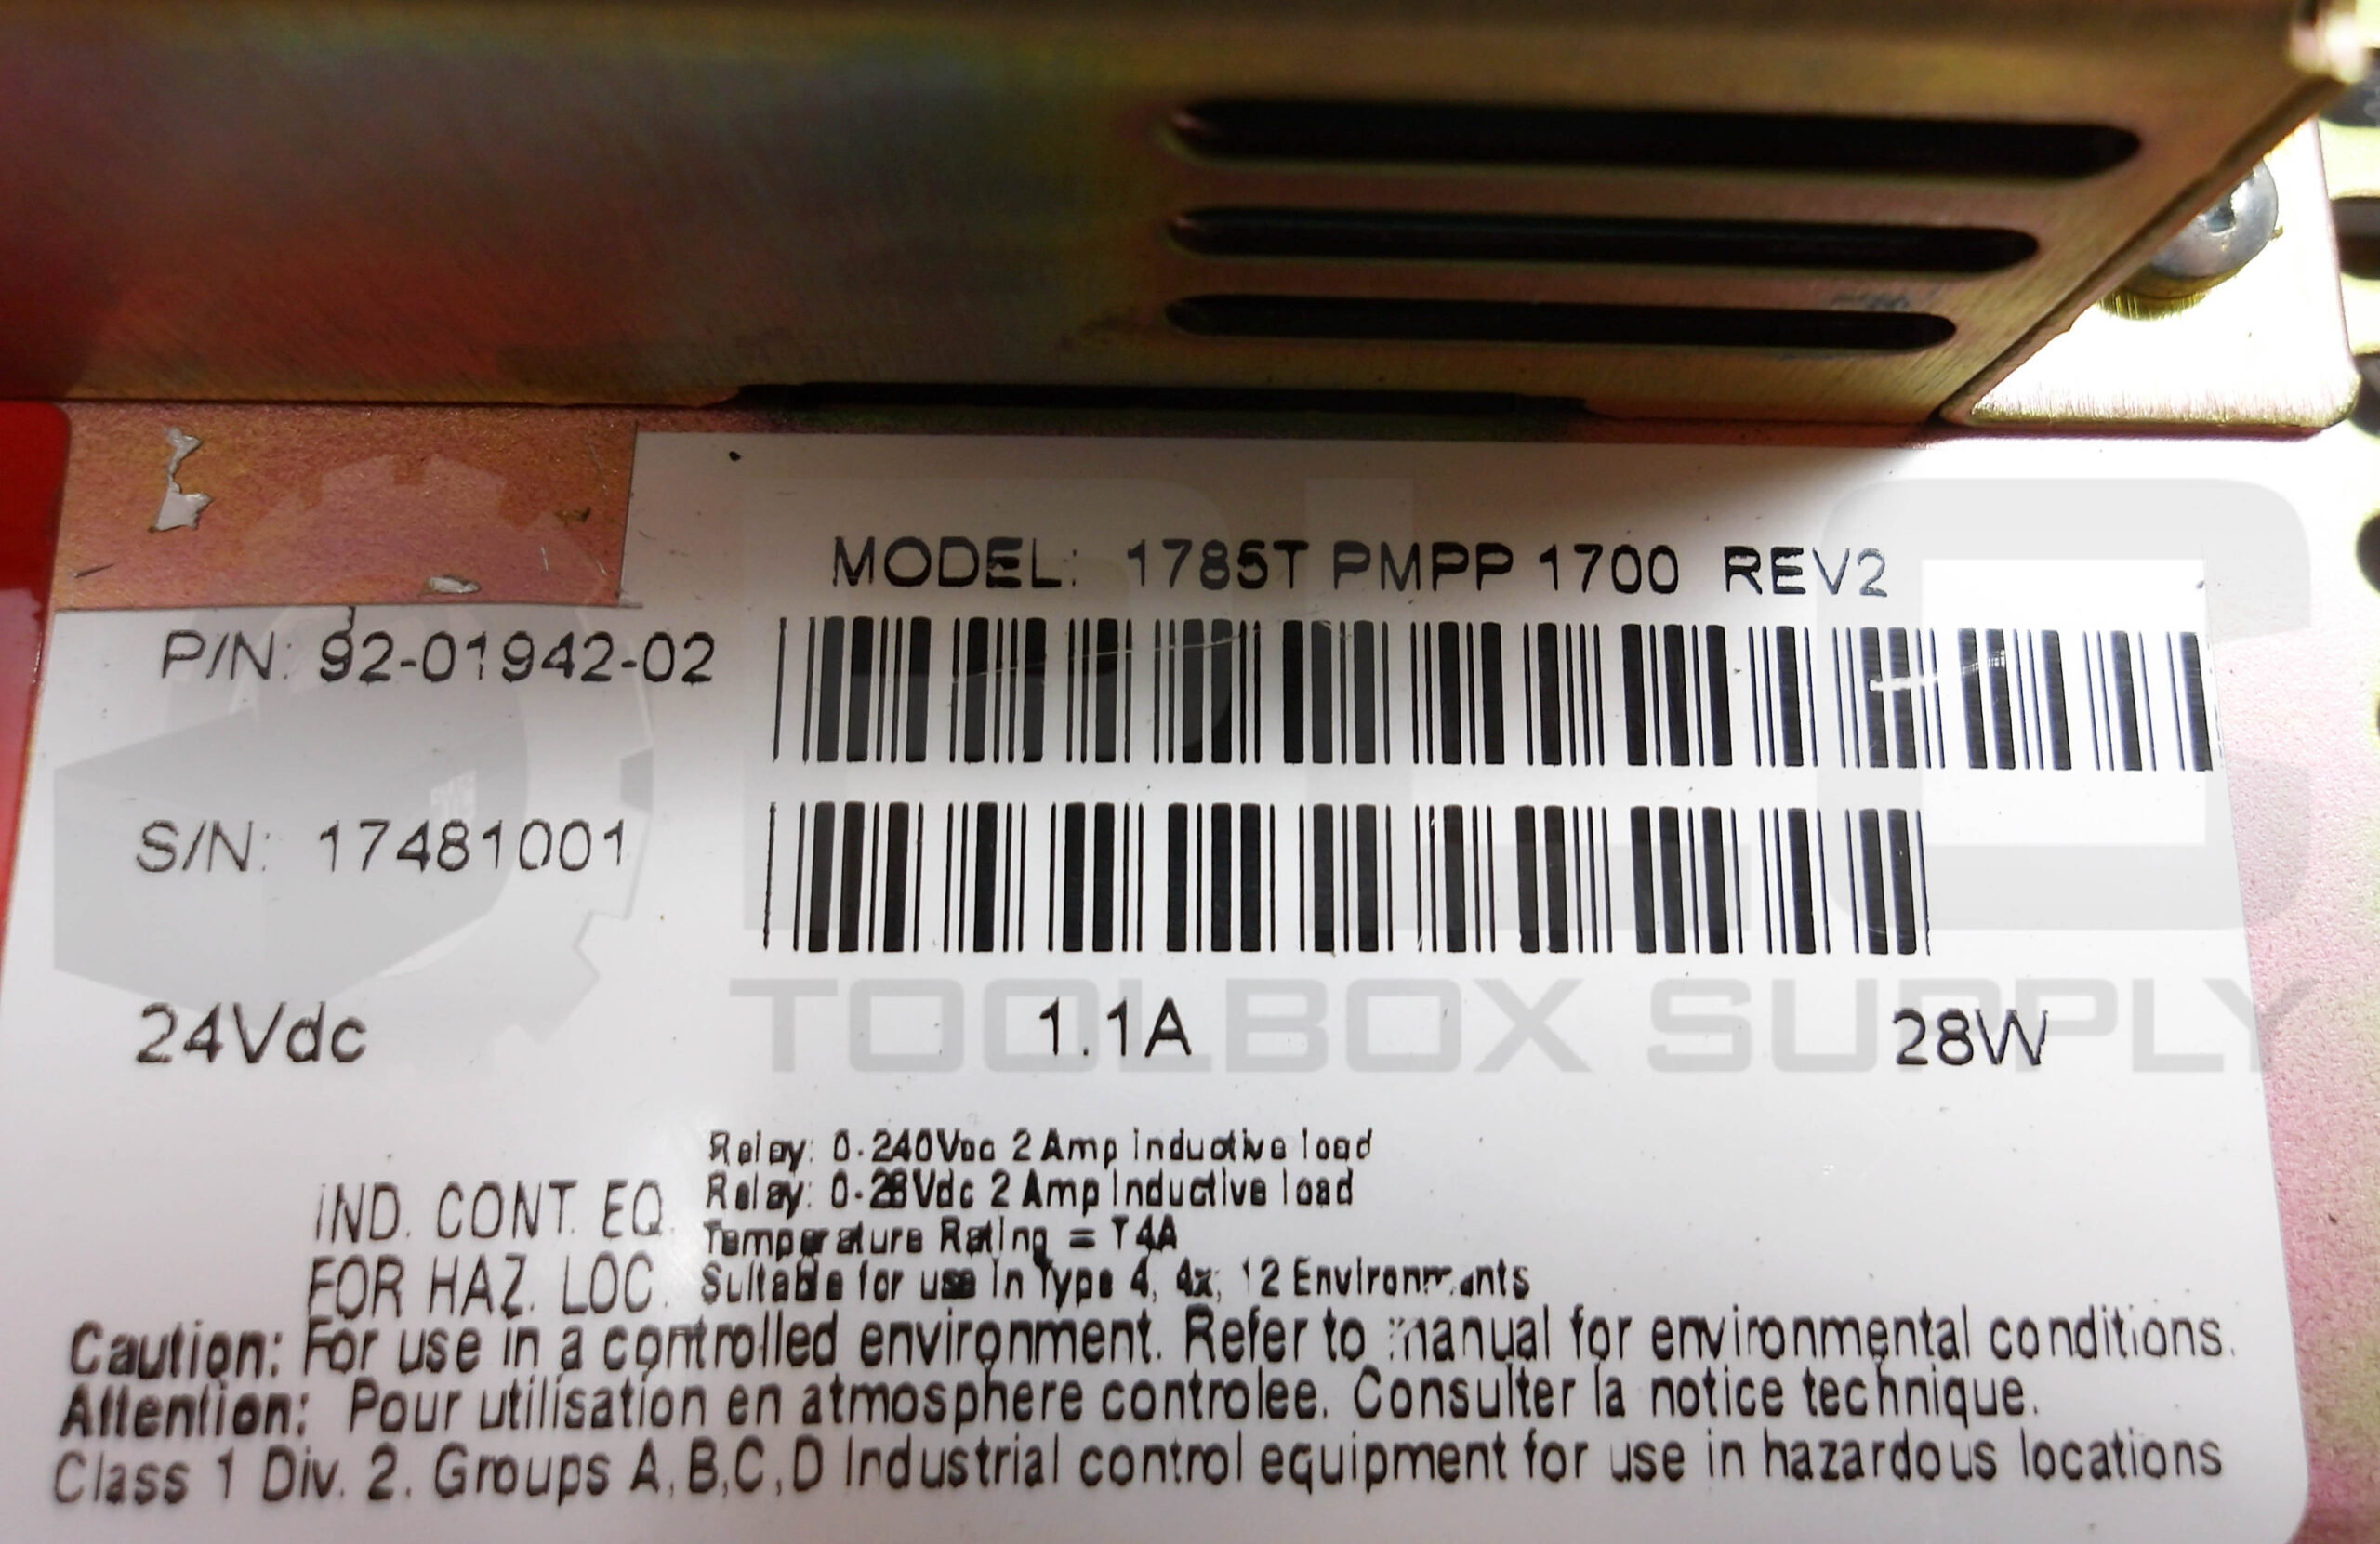 MODEL: 1785T PMPP 1700 REV2
P/N: 92-01942-02
S/N: 17481001
PLC
TOOLBOX SUPPLY
24Vdc 1.1A 28W
Relay: 0-240Vac 2 Amp inductive load
Relay: 0-28Vdc 2 Amp Inductive load
IND. CONT. EQ.
Temperature Rating = T4A
FOR HAZ. LOC.
Suitable for use in Type 4, 4x, 12 Environments
Caution: For use in a controlled environment. Refer to manual for environmental conditions.
Attention: Pour utilisation en atmosphere controlee. Consulter la notice technique.
Class 1 Div. 2. Groups A,B,C,D Industrial control equipment for use in hazardous locations